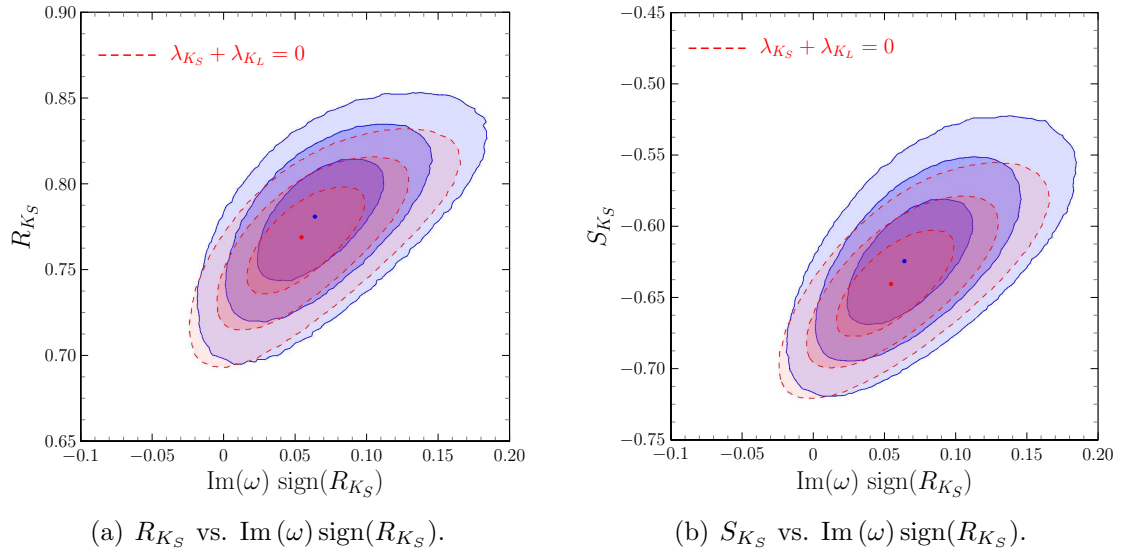 0.90
0.85
0.80
0.75
0.70
0.65
R_{K_S}
λ_{K_S} + λ_{K_L} = 0
−0.1 −0.05 0 0.05 0.10 0.15 0.20
Im(ω) sign(R_{K_S})
(a) R_{K_S} vs. Im (ω) sign(R_{K_S}).
−0.45
−0.50
−0.55
−0.60
−0.65
−0.70
−0.75
S_{K_S}
λ_{K_S} + λ_{K_L} = 0
−0.1 −0.05 0 0.05 0.10 0.15 0.20
Im(ω) sign(R_{K_S})
(b) S_{K_S} vs. Im (ω) sign(R_{K_S}).